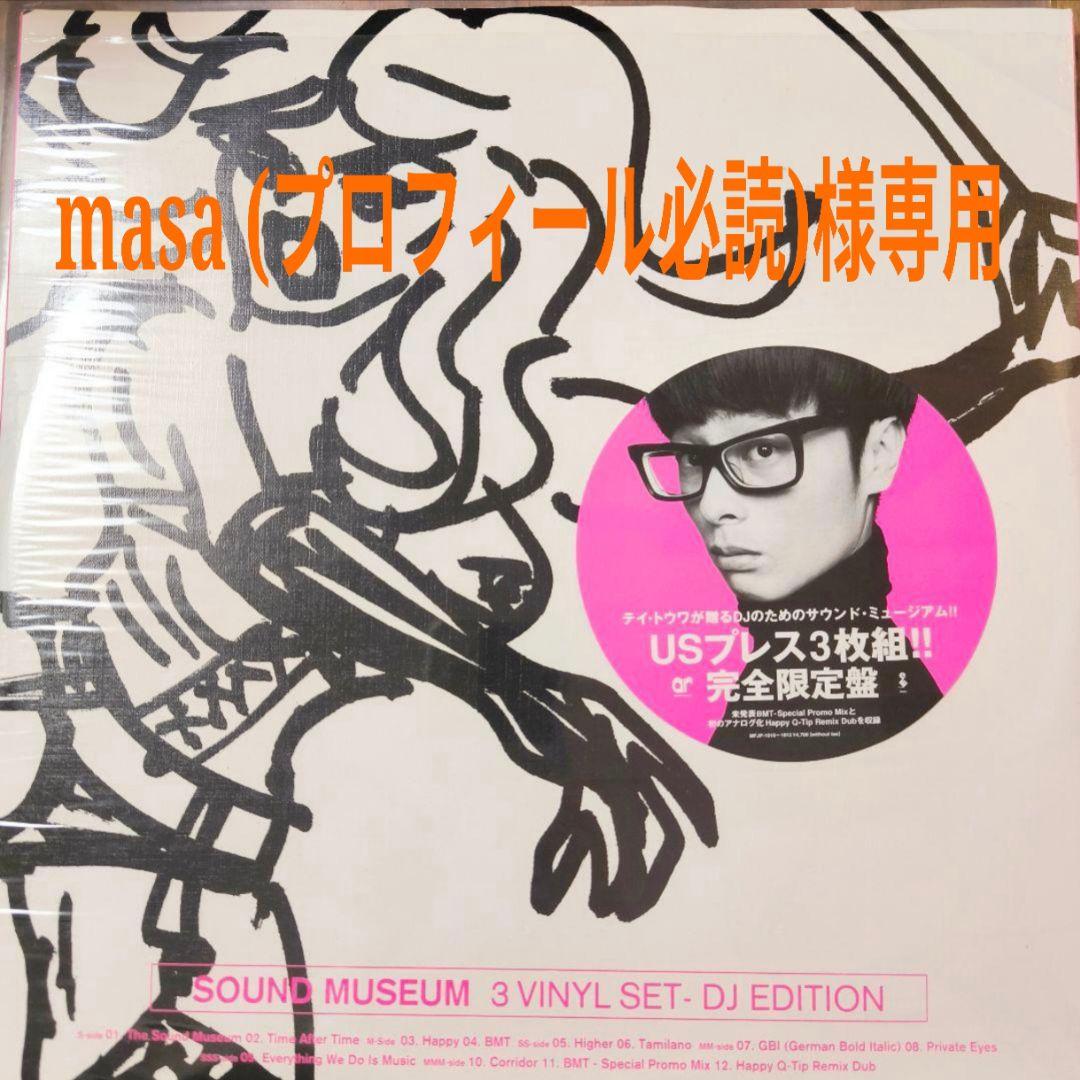 masa (プロフィール必読)様専用
テイ・トウワが贈るDJのためのサウンド・ミュージアム!!
USプレス3枚組!!
ar 完全限定盤
未発表BMT-Special Promo Mixと
初のアナログ化 Happy Q-Tip Remix Dubを収録
SOUND MUSEUM 3 VINYL SET- DJ EDITION
S-side 01. The Sound Museum 02. Time After Time M-Side 03. Happy 04. BMT SS-side 05. Higher 06. Tamilano MM-side 07. GBI (German Bold Italic) 08. Private Eyes
SSS-side 09. Everything We Do Is Music MMM-side 10. Corridor 11. BMT - Special Promo Mix 12. Happy Q-Tip Remix Dub